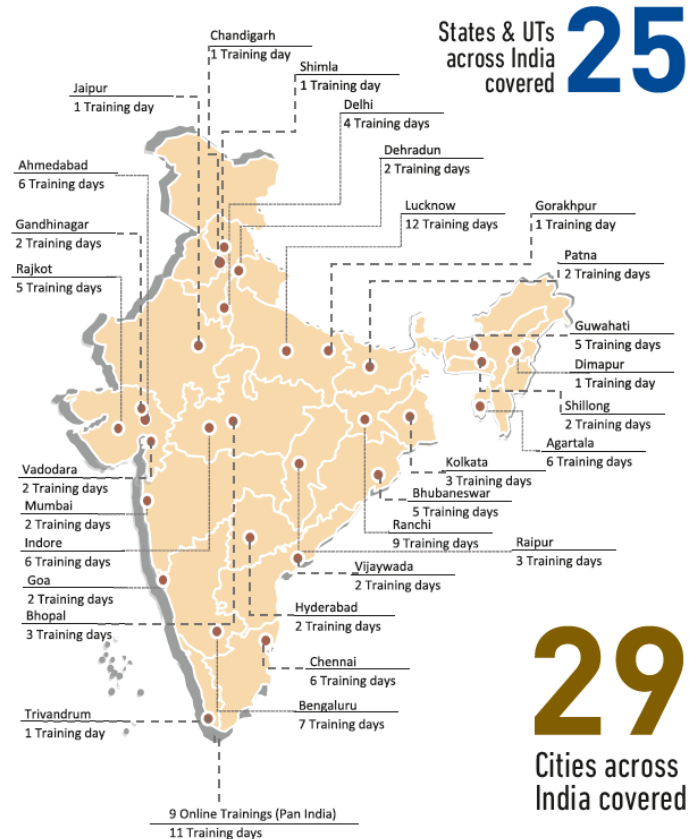 States & UTs
across India
covered
25
Chandigarh
1 Training day
Shimla
1 Training day
Jaipur
1 Training day
Delhi
4 Training days
Dehradun
2 Training days
Ahmedabad
6 Training days
Lucknow
12 Training days
Gorakhpur
1 Training day
Gandhinagar
2 Training days
Patna
2 Training days
Rajkot
5 Training days
Guwahati
5 Training days
Dimapur
1 Training day
Shillong
2 Training days
Agartala
6 Training days
Kolkata
3 Training days
Vadodara
2 Training days
Bhubaneswar
5 Training days
Mumbai
2 Training days
Ranchi
9 Training days
Indore
6 Training days
Raipur
3 Training days
Vijaywada
2 Training days
Goa
2 Training days
Hyderabad
2 Training days
Bhopal
3 Training days
Chennai
6 Training days
Bengaluru
7 Training days
Trivandrum
1 Training day
29
Cities across
India covered
9 Online Trainings (Pan India)
11 Training days